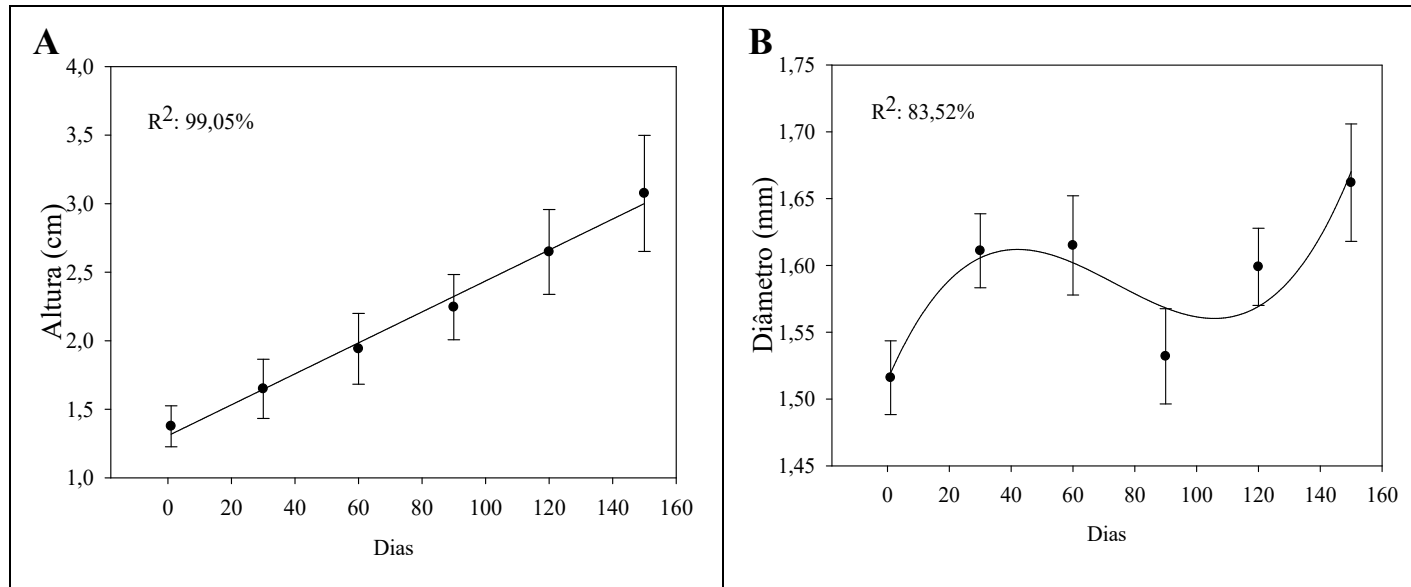 A
R²: 99,05%
Altura (cm)
4,0
3,5
3,0
2,5
2,0
1,5
1,0
0 20 40 60 80 100 120 140 160
Dias
B
R²: 83,52%
Diâmetro (mm)
1,75
1,70
1,65
1,60
1,55
1,50
1,45
0 20 40 60 80 100 120 140 160
Dias